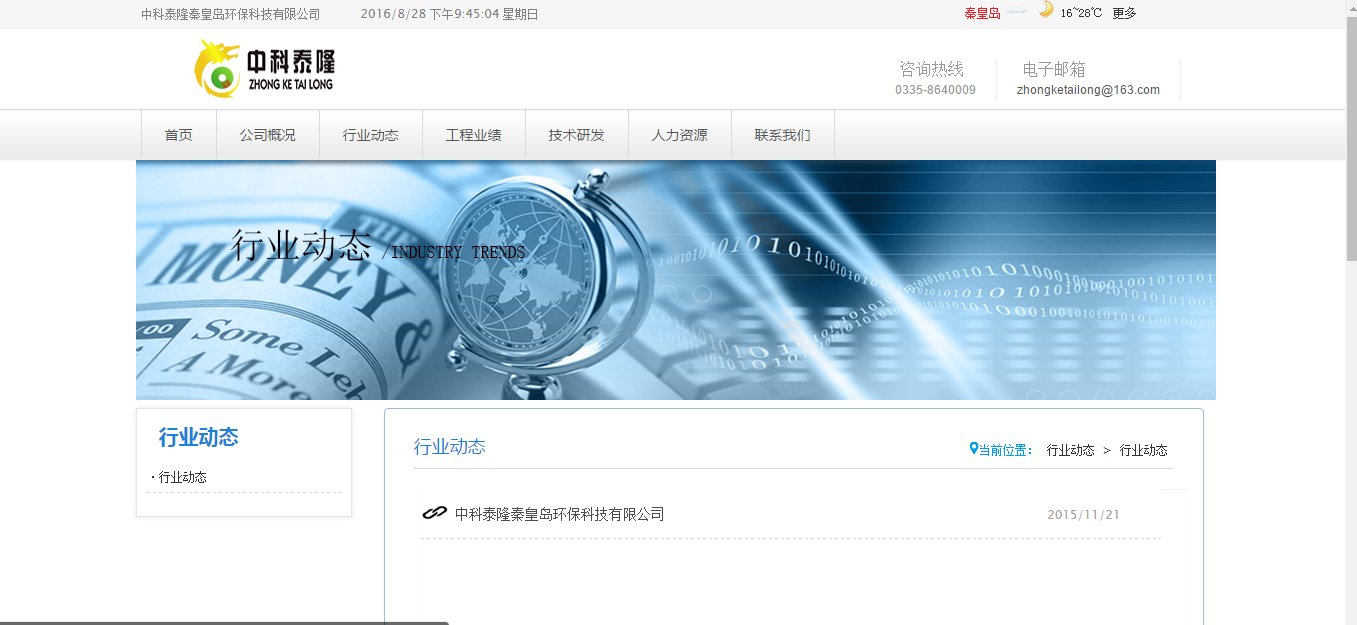 中科泰隆秦皇岛环保科技有限公司 2016/8/28 下午9:45:04 星期日 秦皇岛 16~28℃ 更多
中科泰隆
ZHONG KE TAI LONG
咨询热线 电子邮箱
0335-8640009 zhongketailong@163.com
首页 公司概况 行业动态 工程业绩 技术研发 人力资源 联系我们
行业动态 /INDUSTRY TRENDS
MONEY
Some
A More
行业动态
· 行业动态
行业动态 当前位置： 行业动态 > 行业动态
中科泰隆秦皇岛环保科技有限公司 2015/11/21